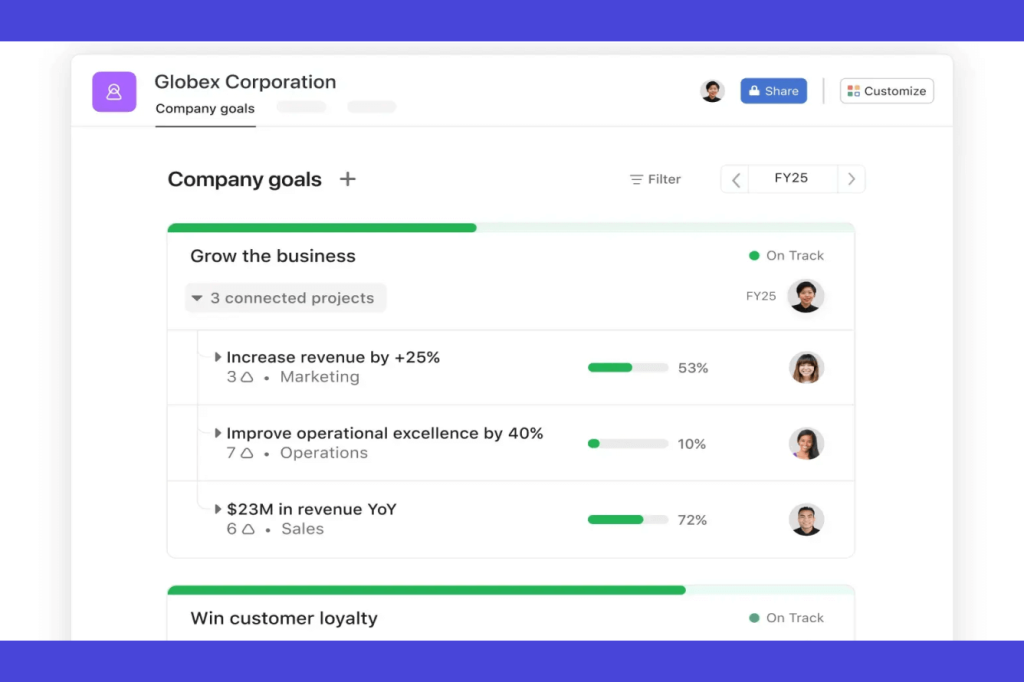 Globex Corporation
Company goals
Share
Customize
Company goals +
Filter
FY25
Grow the business
On Track
3 connected projects
FY25
Increase revenue by +25%
3 • Marketing
53%
Improve operational excellence by 40%
7 • Operations
10%
$23M in revenue YoY
6 • Sales
72%
Win customer loyalty
On Track